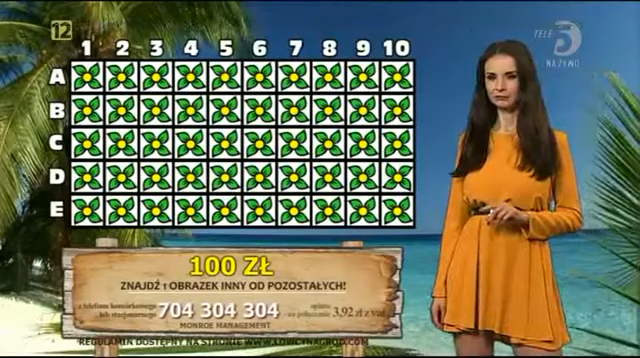 12
TELE 5
NA ŻYWO
1 2 3 4 5 6 7 8 9 10
A
B
C
D
E
100 ZŁ
ZNAJDŹ 1 OBRAZEK INNY OD POZOSTAŁYCH!
z telefonu komórkowego
lub stacjonarnego 704 304 304 opłata za połączenie 3,92 zł z vat
MONROE MANAGEMENT
REGULAMIN DOSTĘPNY NA STRONIE WWW.LOWCYNAGROD.COM